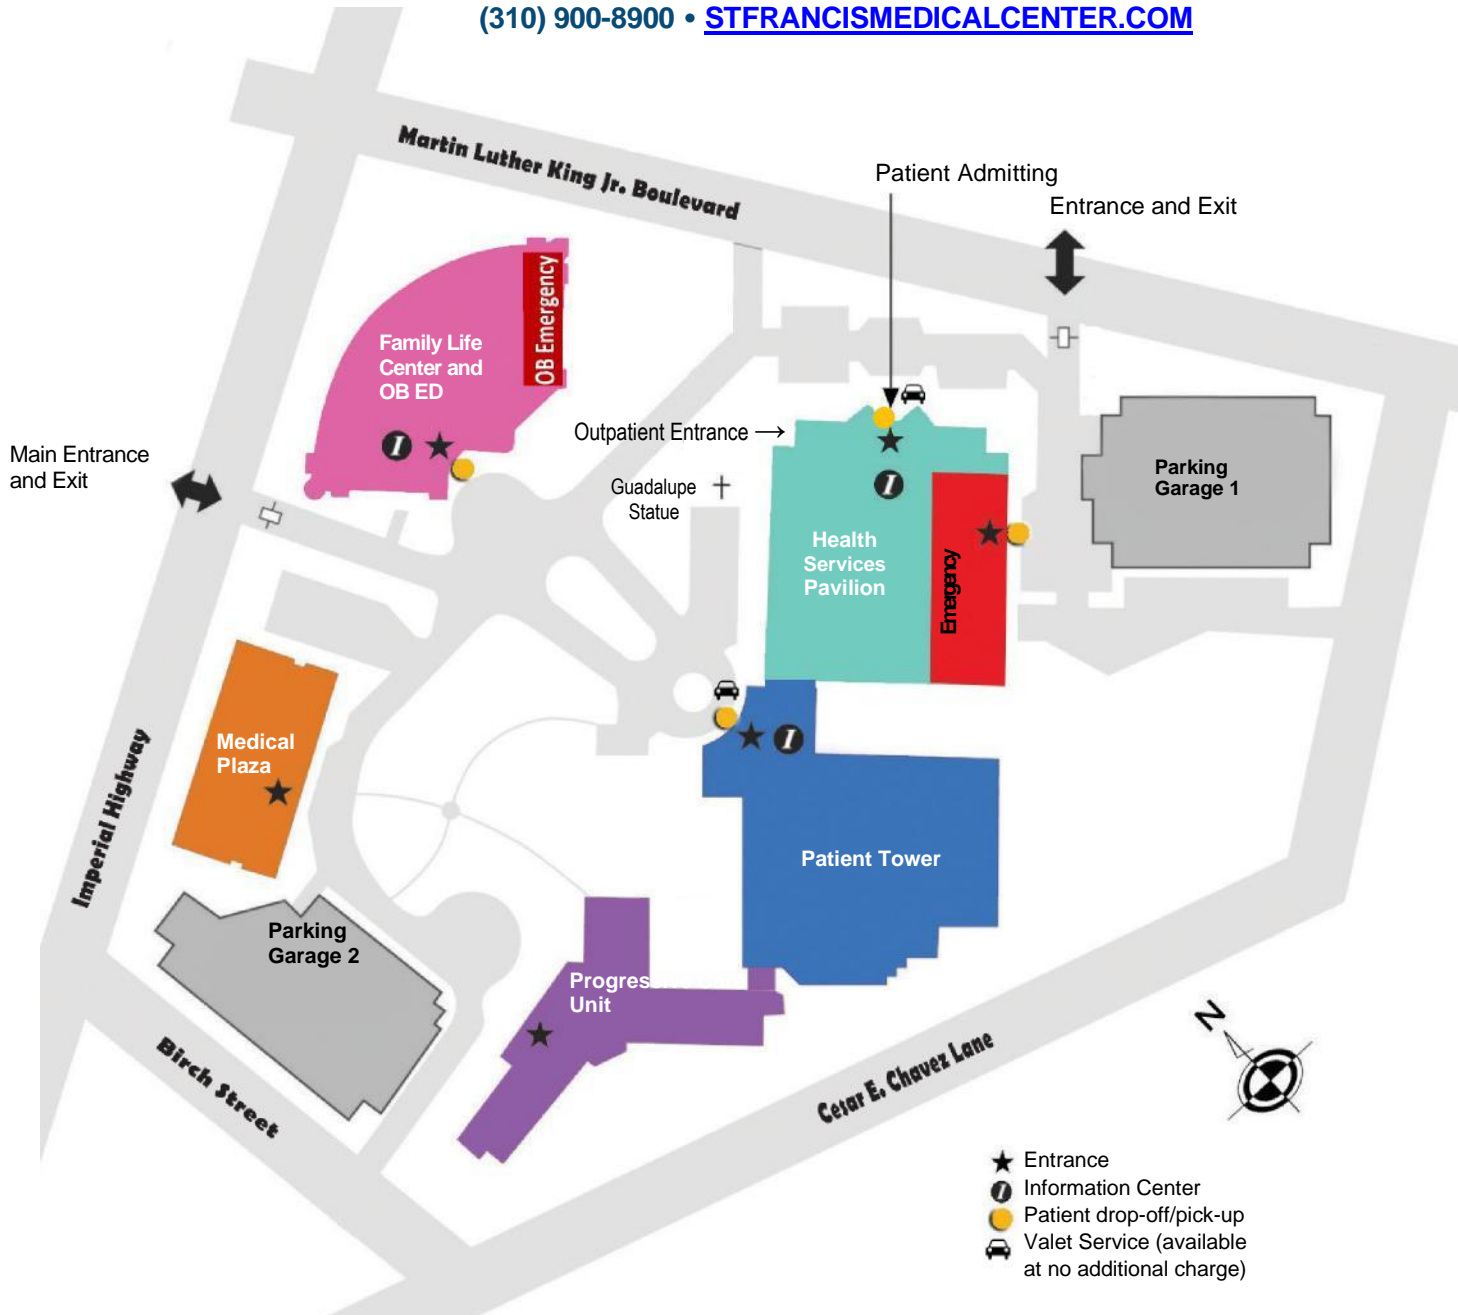 (310) 900-8900 • STFRANCISMEDICALCENTER.COM
Martin Luther King Jr. Boulevard
Patient Admitting
Entrance and Exit
OB Emergency
Family Life
Center and
OB ED
I
Outpatient Entrance →
Main Entrance
and Exit
Guadalupe
Statue
I
Parking
Garage 1
Health
Services
Pavilion
Emergency
Imperial Highway
Medical
Plaza
I
Patient Tower
Parking
Garage 2
Progres
Unit
Birch Street
Cesar E. Chavez Lane
N
Entrance
I Information Center
Patient drop-off/pick-up
Valet Service (available
at no additional charge)